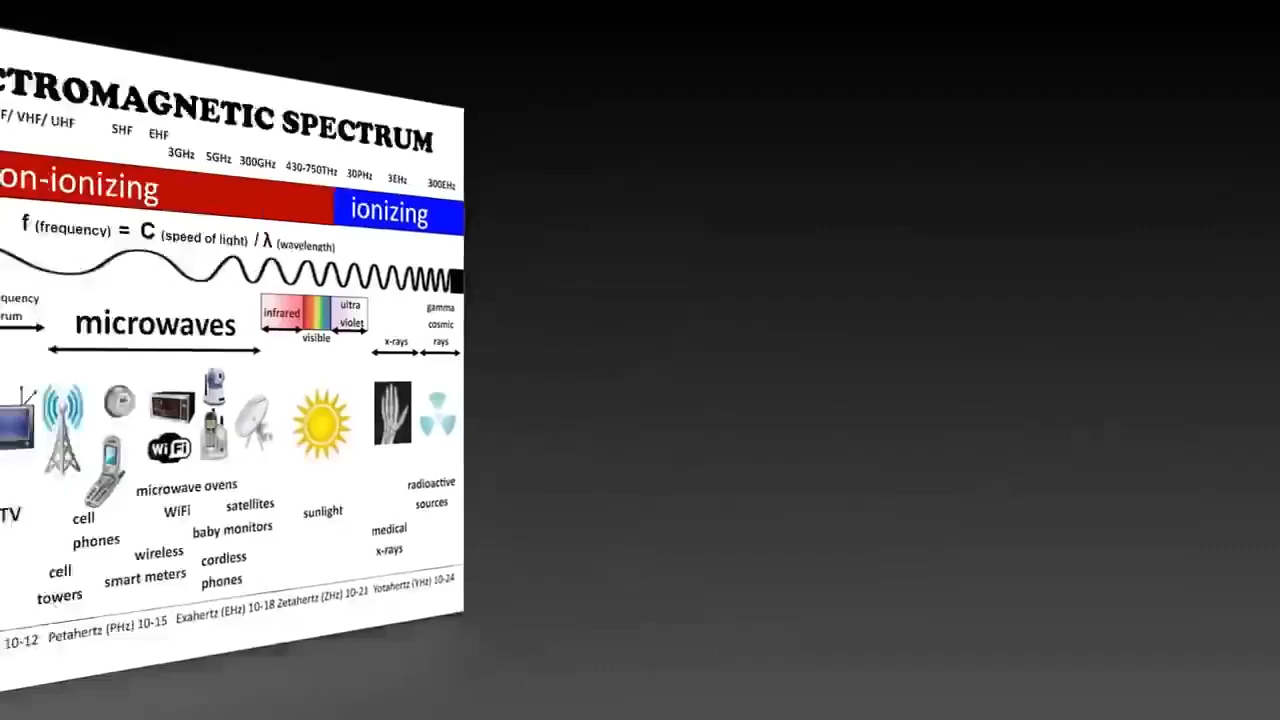 CTROMAGNETIC SPECTRUM
F/ VHF/ UHF SHF EHF
3GHz 5GHz 300GHz 430-750THz 30PHz 3EHz 300EHz
on-ionizing ionizing
f (frequency) = C (speed of light) / λ (wavelength)
quency
rum
microwaves
infrared
visible
ultra
violet
x-rays
gamma
cosmic
rays
WiFi
TV
cell
phones
cell
towers
microwave ovens
WiFi
satellites
baby monitors
wireless
smart meters
cordless
phones
sunlight
medical
x-rays
radioactive
sources
10-12 Petahertz (PHz) 10-15 Exahertz (EHz) 10-18 Zetahertz (ZHz) 10-21 Yotahertz (YHz) 10-24